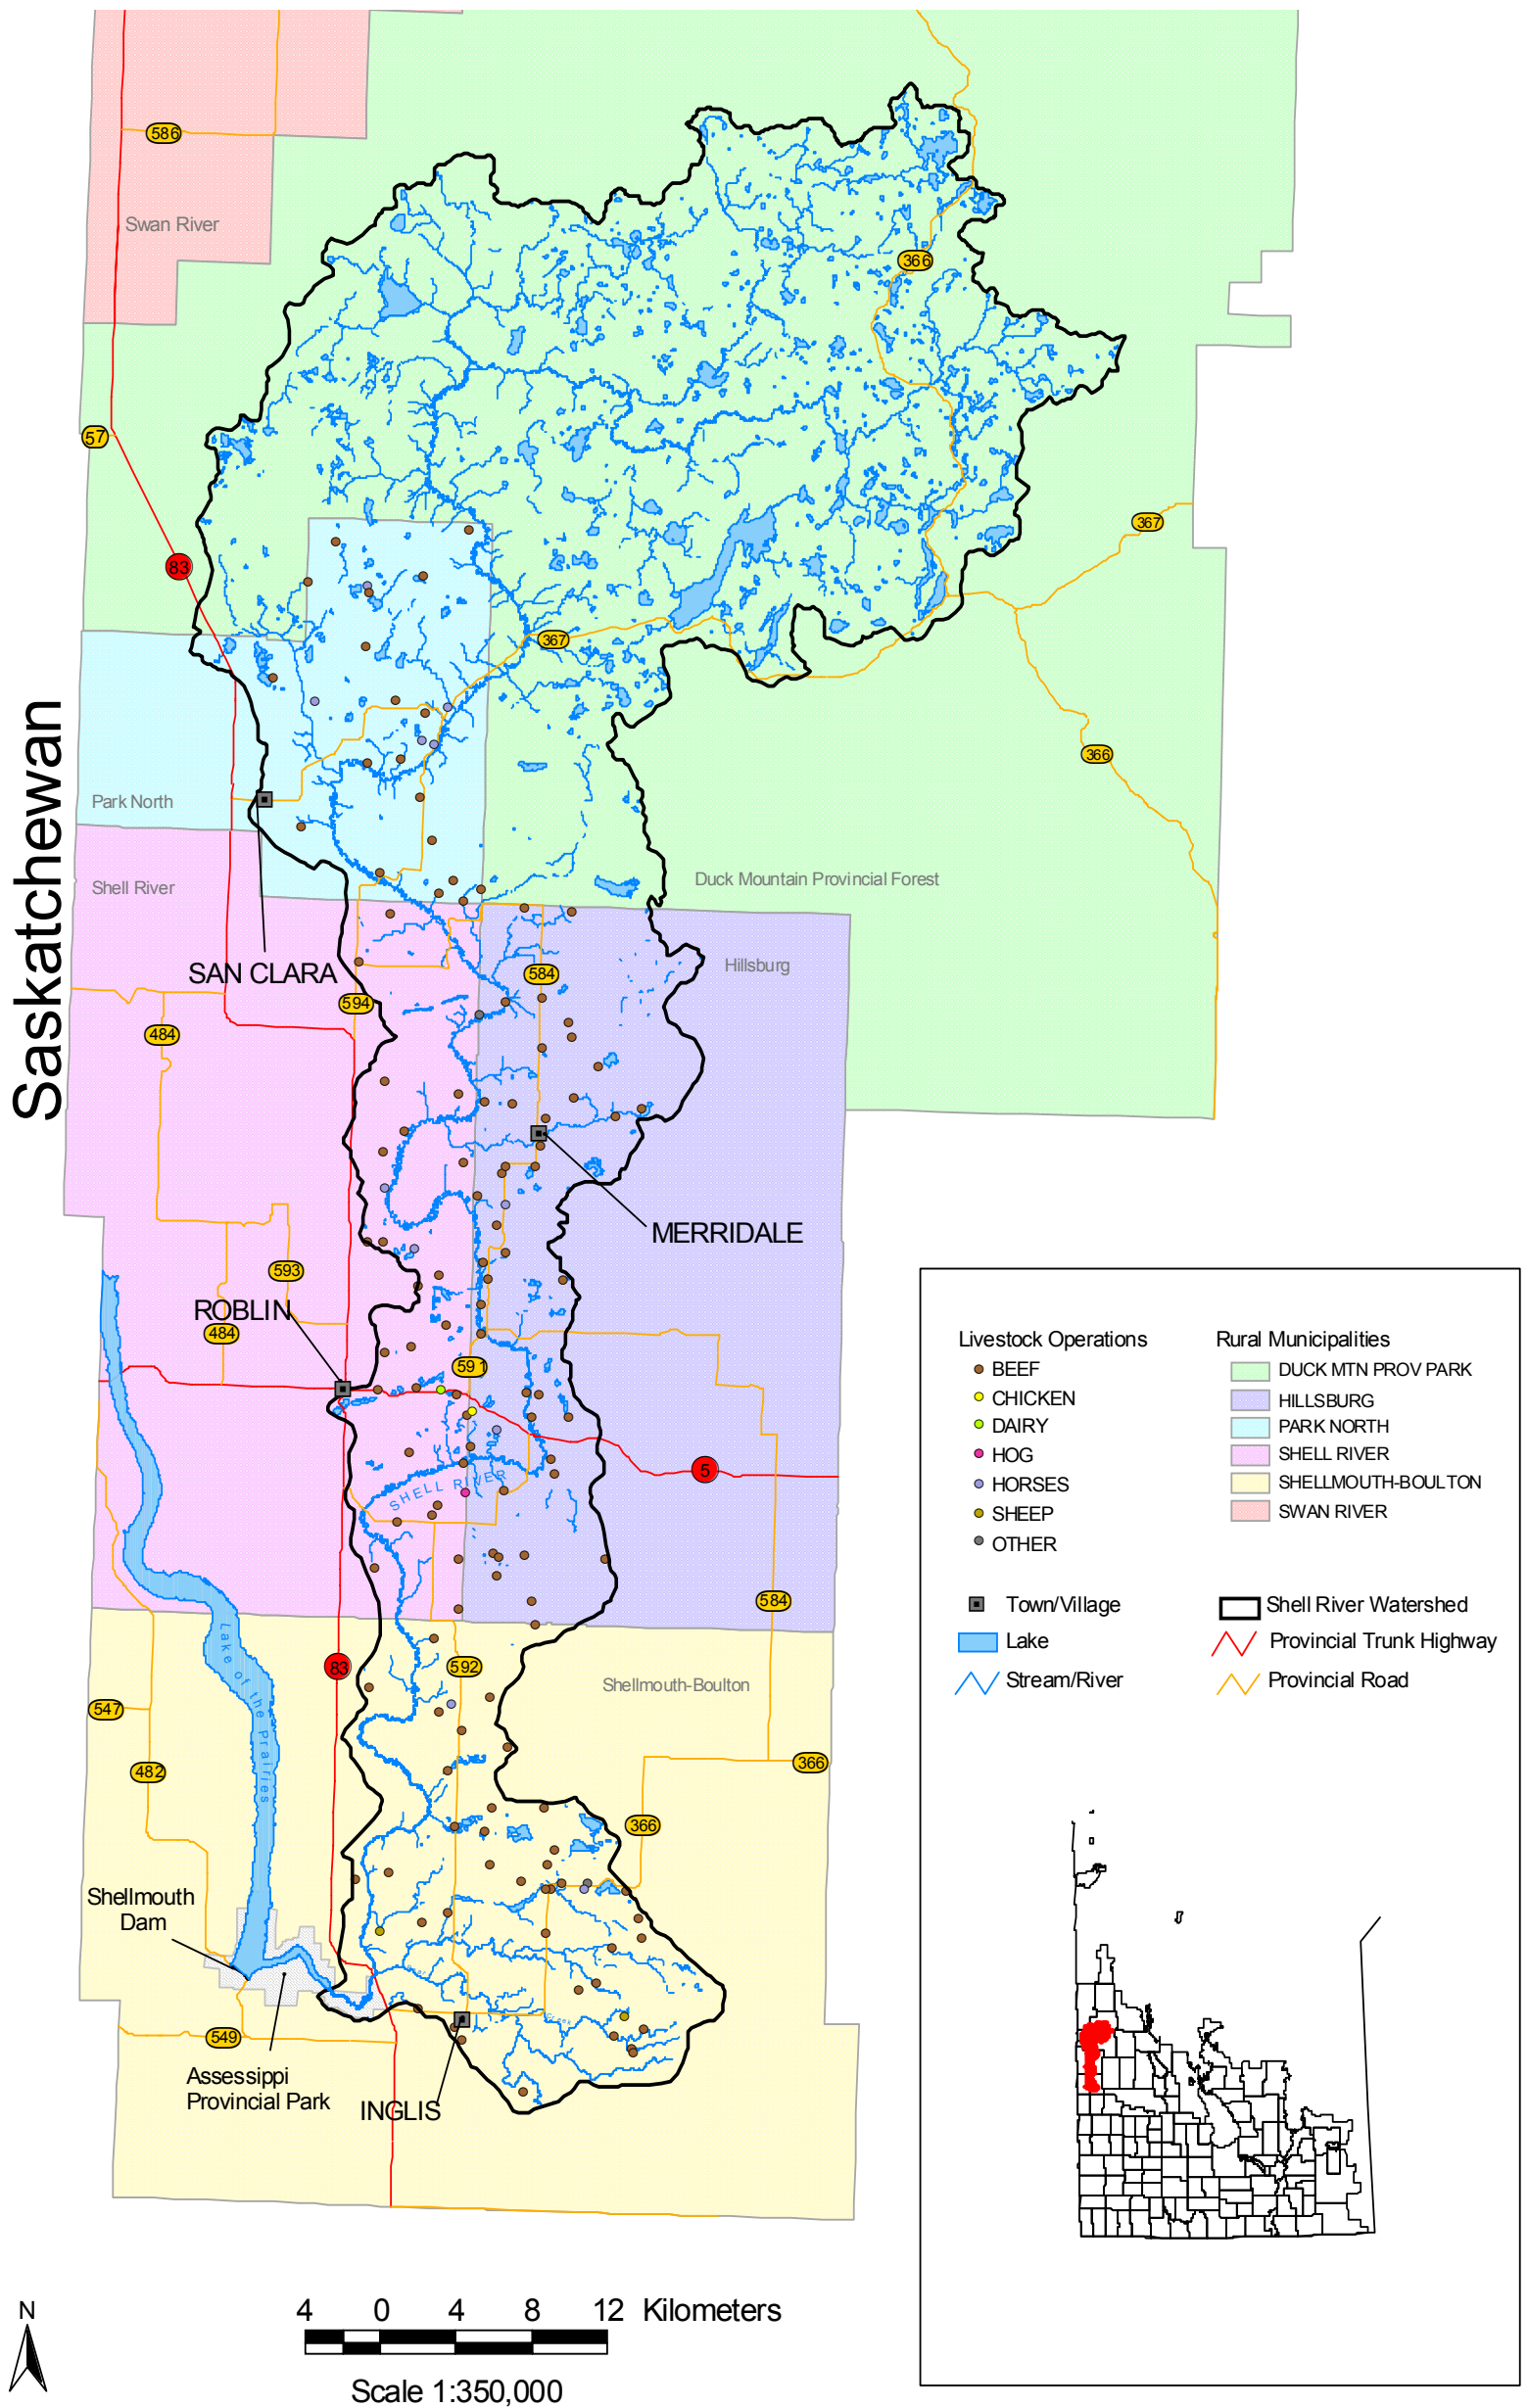 586
Swan River
366
57
83
367
367
366
Saskatchewan
Park North
Shell River
Duck Mountain Provincial Forest
Hillsburg
SAN CLARA
584
594
484
MERRIDALE
593
ROBLIN
484
591
5
SHELL RIVER
584
83
592
Shellmouth-Boulton
547
482
366
366
Lake of the Prairies
Shellmouth
Dam
Creek
549
Assessippi
Provincial Park
INGLIS
Livestock Operations
BEEF
CHICKEN
DAIRY
HOG
HORSES
SHEEP
OTHER
Rural Municipalities
DUCK MTN PROV PARK
HILLSBURG
PARK NORTH
SHELL RIVER
SHELLMOUTH-BOULTON
SWAN RIVER
Town/Village
Lake
Stream/River
Shell River Watershed
Provincial Trunk Highway
Provincial Road
N
4 0 4 8 12 Kilometers
Scale 1:350,000